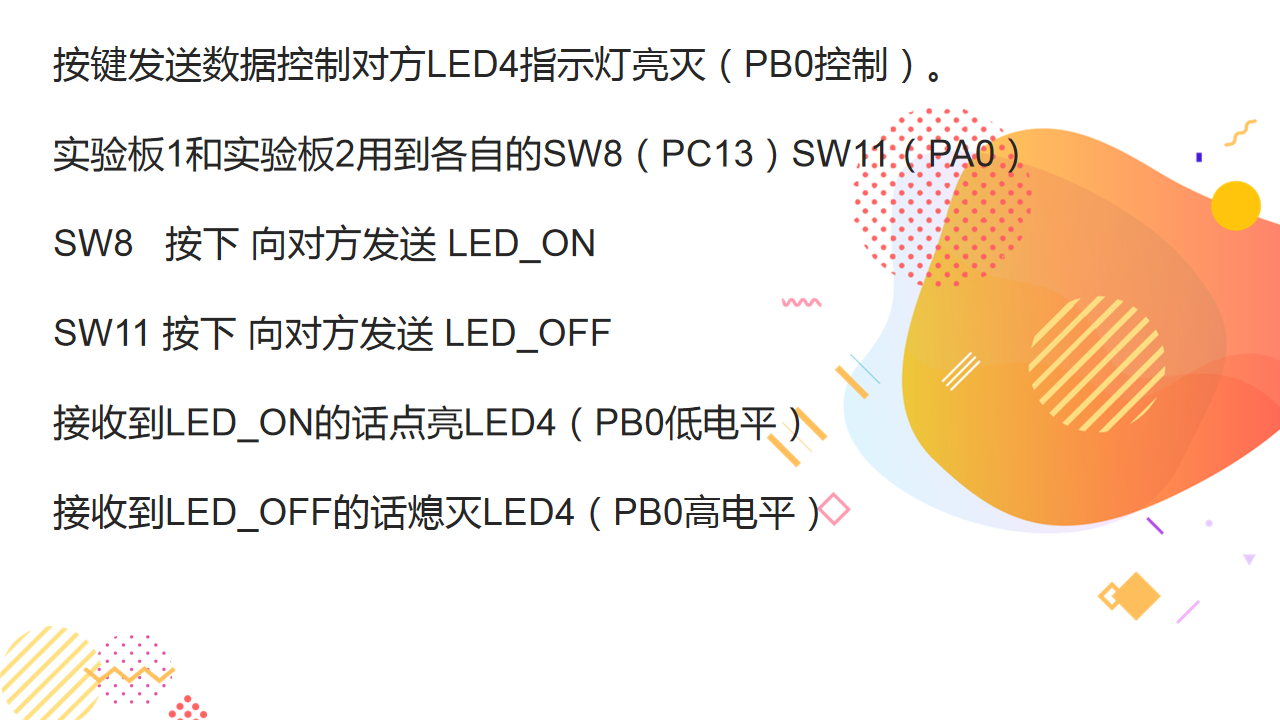 按键发送数据控制对方LED4指示灯亮灭（PB0控制）。
实验板1和实验板2用到各自的SW8（PC13）SW11（PA0）
SW8   按下 向对方发送 LED_ON
SW11 按下 向对方发送 LED_OFF
接收到LED_ON的话点亮LED4（PB0低电平）
接收到LED_OFF的话熄灭LED4（PB0高电平）